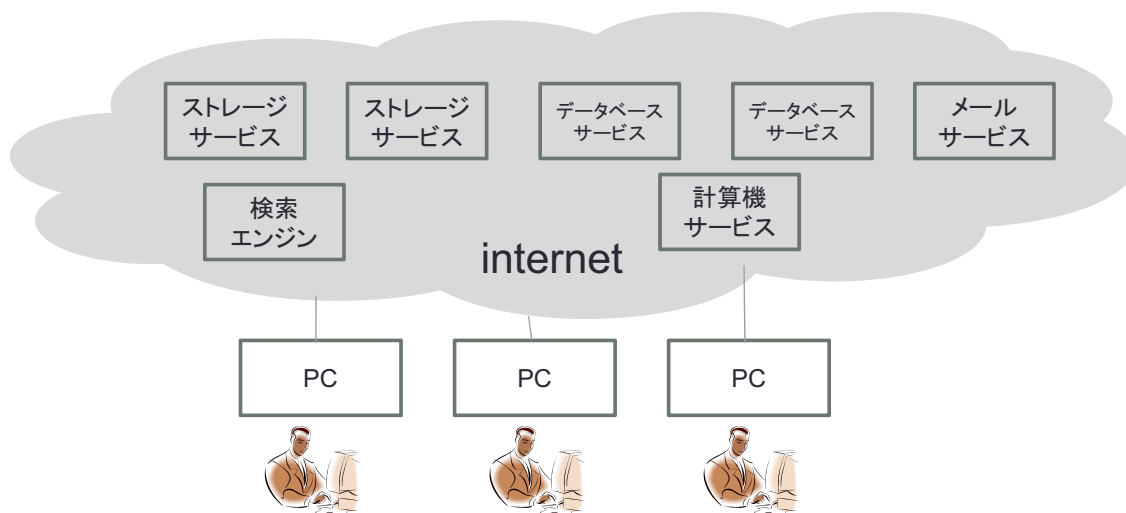 ストレージ
サービス
ストレージ
サービス
データベース
サービス
データベース
サービス
メール
サービス
検索
エンジン
計算機
サービス
internet
PC
PC
PC